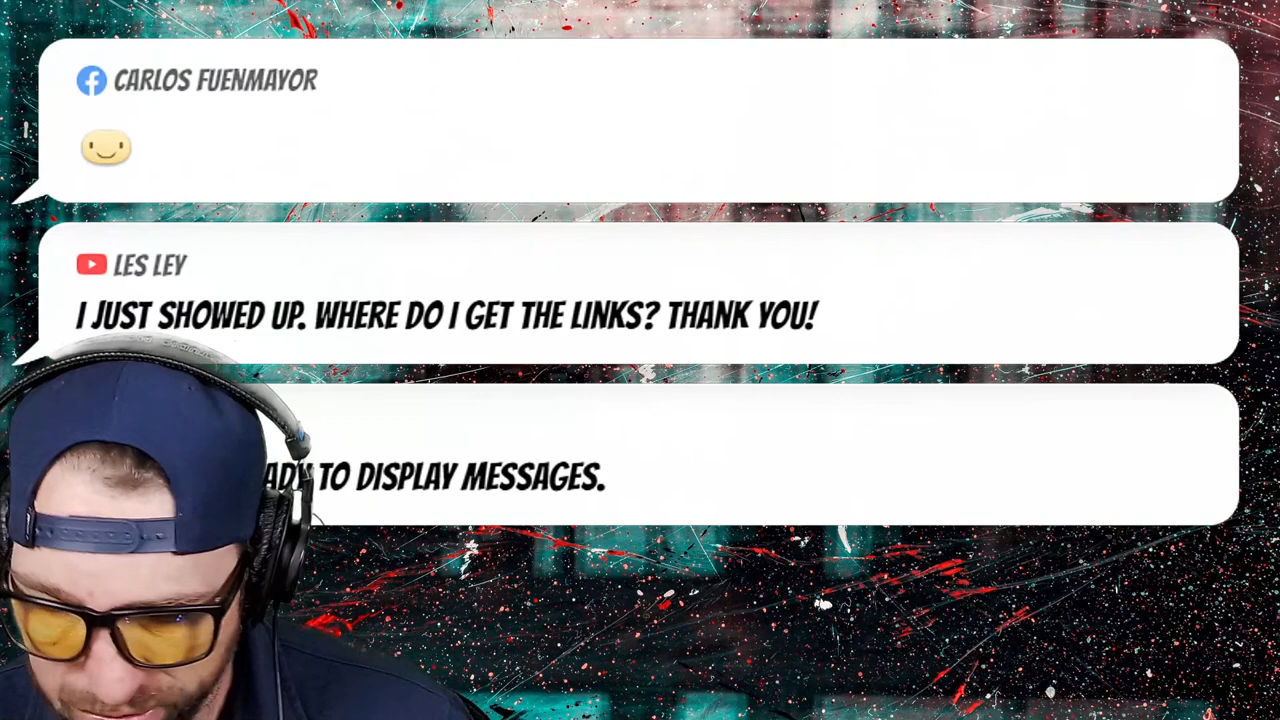 CARLOS FUENMAYOR
LES LEY
I JUST SHOWED UP. WHERE DO I GET THE LINKS? THANK YOU!
TO DISPLAY MESSAGES.